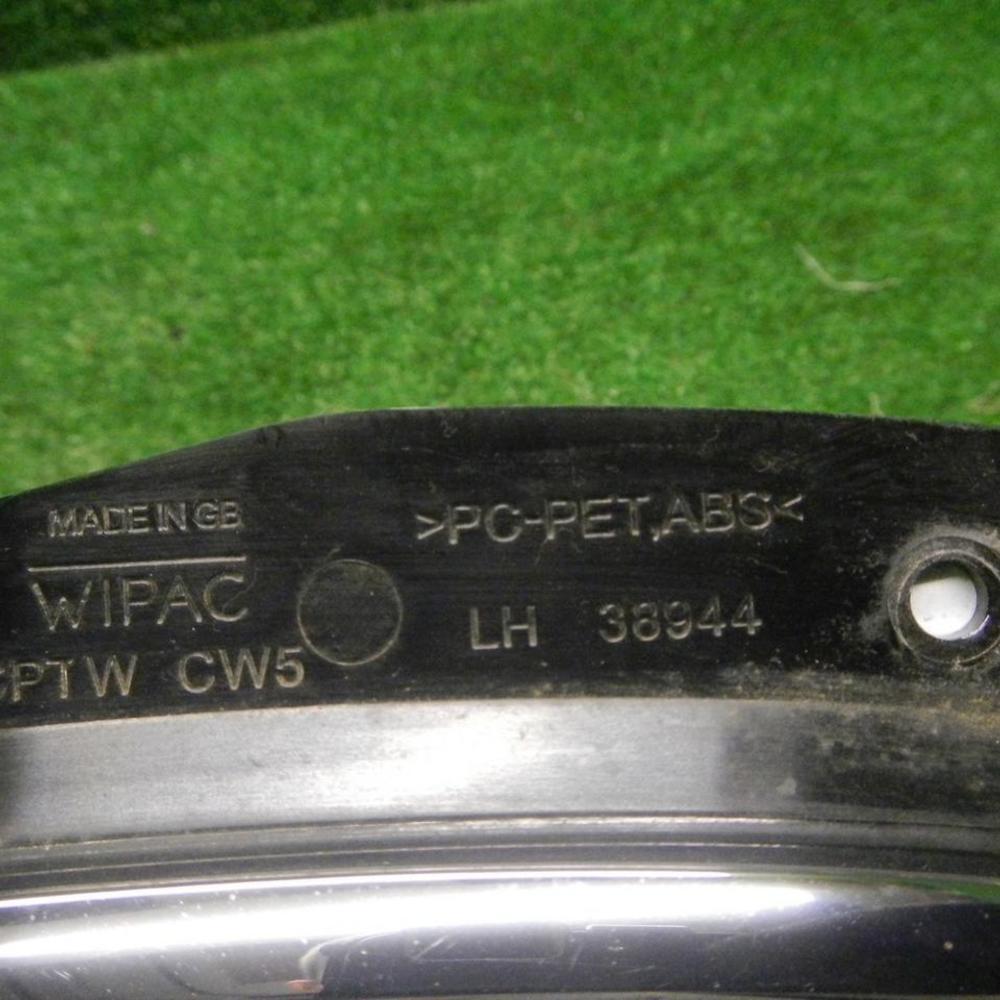 MADE IN GB
WIPAC
CW5
>PC-PET,ABS<
LH 38944